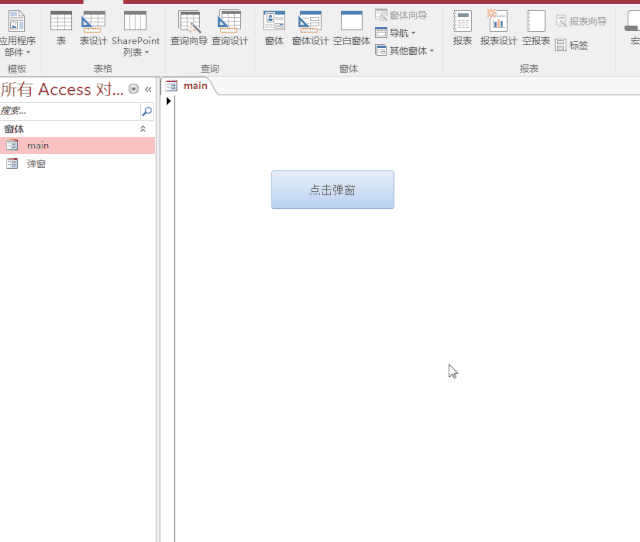 应用程序
部件
模板
表 表设计 SharePoint
列表
表格
查询向导 查询设计
查询
窗体 窗体设计 空白窗体
窗体向导
导航
其他窗体
窗体
报表 报表设计 空报表
报表向导
标签
报表
宏
所有 Access 对...
搜索...
窗体
main
弹窗
main
点击弹窗